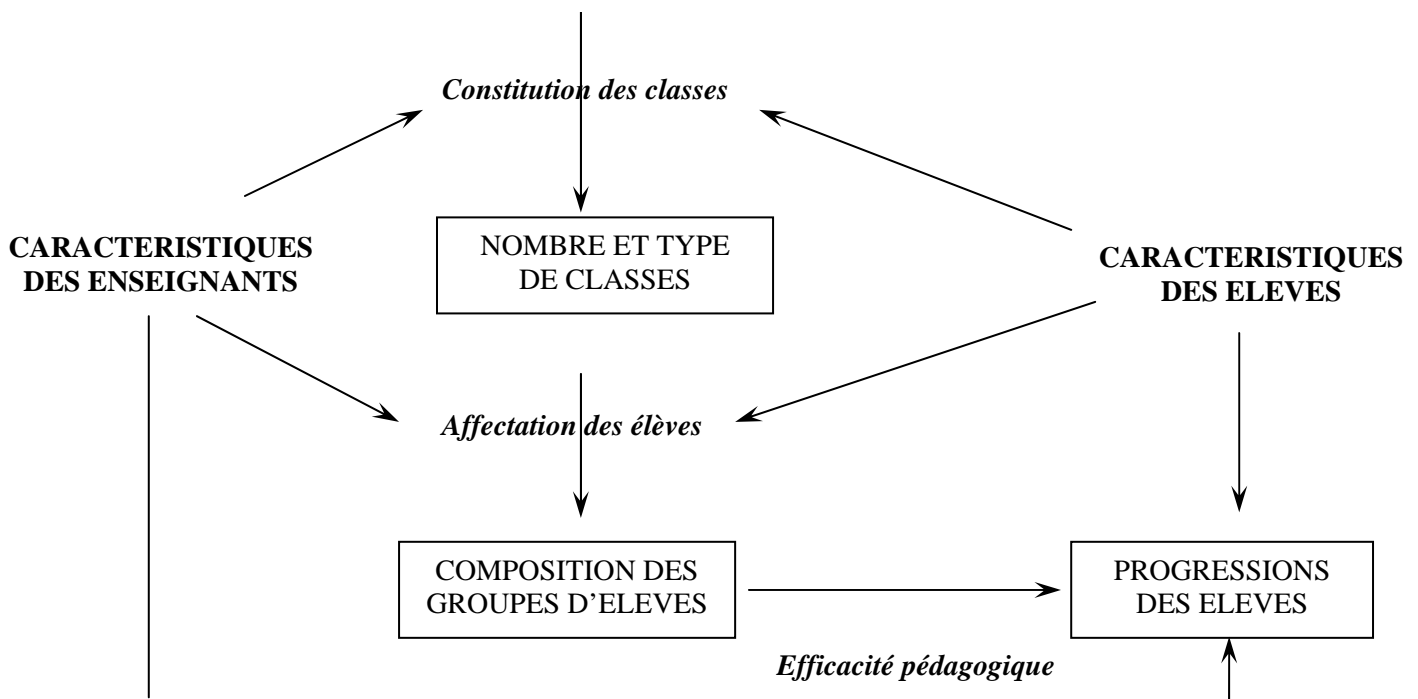 Constitution des classes
CARACTERISTIQUES
DES ENSEIGNANTS
NOMBRE ET TYPE
DE CLASSES
CARACTERISTIQUES
DES ELEVES
Affectation des élèves
COMPOSITION DES
GROUPES D’ELEVES
PROGRESSIONS
DES ELEVES
Efficacité pédagogique